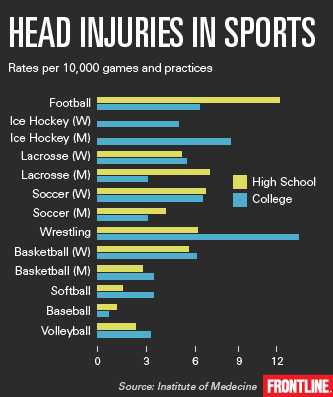 HEAD INJURIES IN SPORTS
Rates per 10,000 games and practices
Football
Ice Hockey (W)
Ice Hockey (M)
Lacrosse (W)
Lacrosse (M)
Soccer (W)
Soccer (M)
Wrestling
Basketball (W)
Basketball (M)
Softball
Baseball
Volleyball
High School
College
0 3 6 9 12
Source: Institute of Medecine
FRONTLINE.